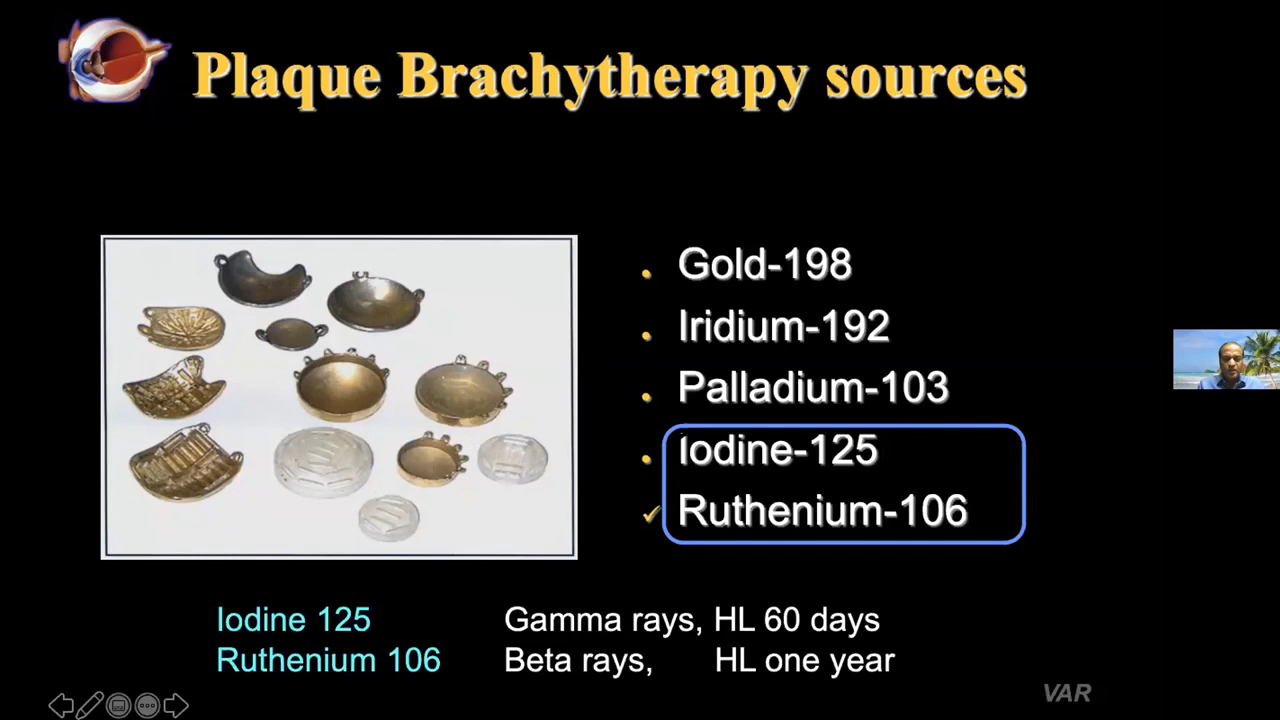 Plaque Brachytherapy sources
Gold-198
Iridium-192
Palladium-103
Iodine-125
Ruthenium-106
Iodine 125 Gamma rays, HL 60 days
Ruthenium 106 Beta rays, HL one year
VAR